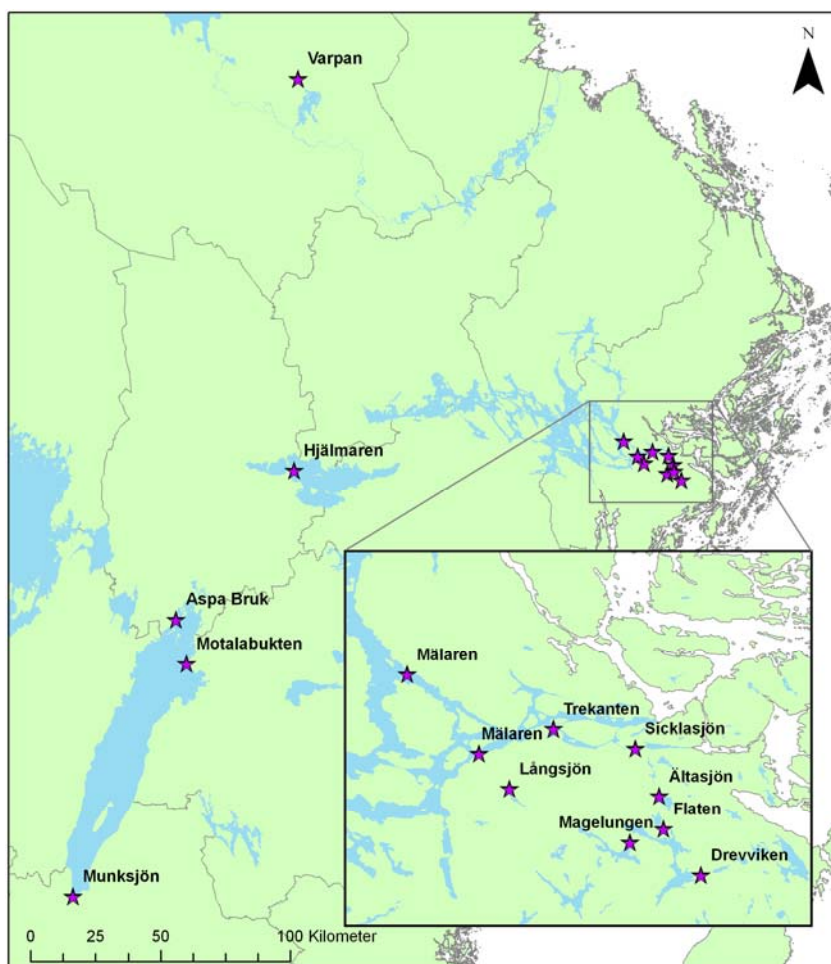 Varpan
N
Hjälmaren
Aspa Bruk
Motalabukten
Mälaren
Trekanten
Mälaren
Sicklasjön
Långsjön
Ältasjön
Flaten
Magelungen
Drevviken
Munksjön
0 25 50 100 Kilometer